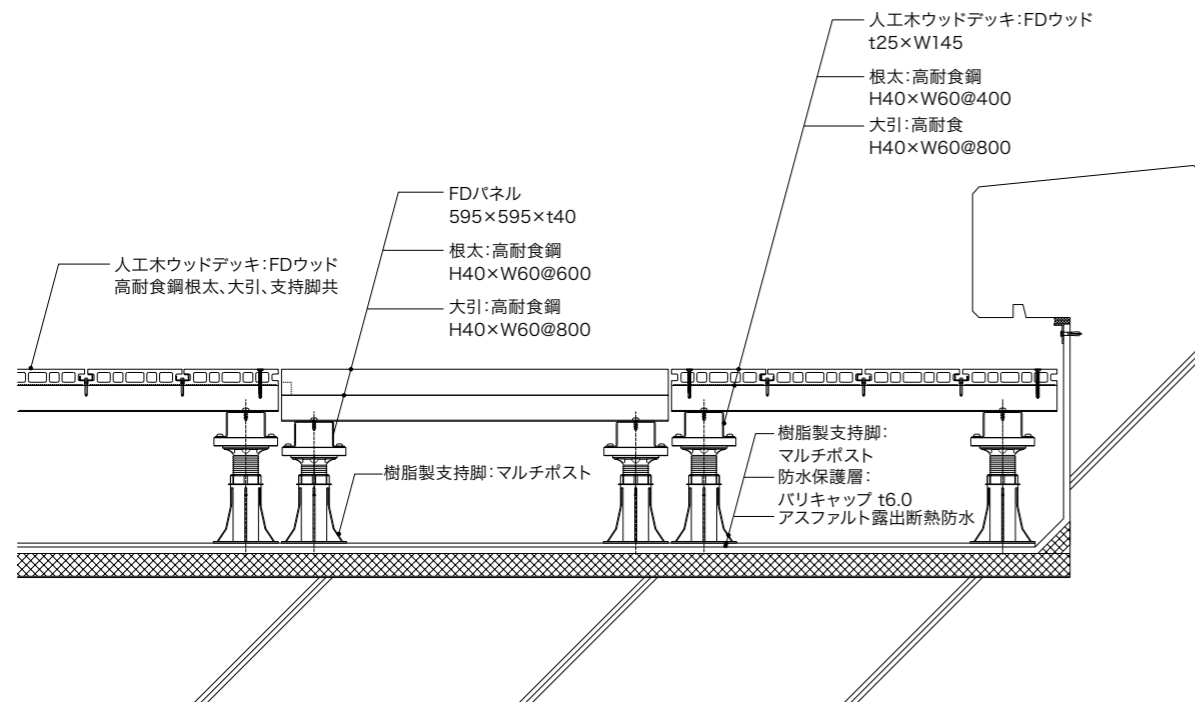 人工木ウッドデッキ：FDウッド
t25×W145
根太：高耐食鋼
H40×W60@400
大引：高耐食
H40×W60@800
FDパネル
595×595×t40
根太：高耐食鋼
H40×W60@600
大引：高耐食鋼
H40×W60@800
人工木ウッドデッキ：FDウッド
高耐食鋼根太、大引、支持脚共
樹脂製支持脚：マルチポスト
樹脂製支持脚：
マルチポスト
防水保護層：
バリキャップ t6.0
アスファルト露出断熱防水